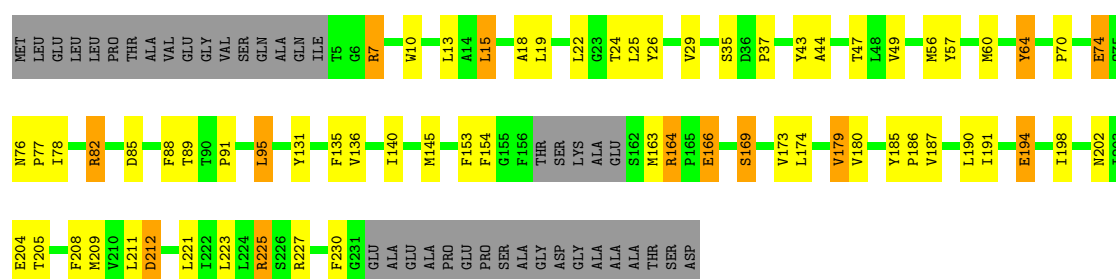 MET LEU GLU LEU LEU PRO THR ALA VAL GLU GLY VAL SER GLN ALA GLN ILE T5 G6 R7 W10 L13 A14 L15 A18 L19 L22 G23 T24 L25 Y26 V29 S35 D36 P37 Y43 A44 T47 L48 V49 M56 Y57 M60 Y64 P70 E74
N76 P77 I78 R82 D85 F88 T89 T90 P91 L95 Y131 F135 V136 I140 M145 F153 F154 G155 F156 THR SER LYS ALA GLU S162 M163 R164 P165 E166 S169 V173 L174 V179 V180 Y185 P186 V187 L190 I191 E194 I198 N202
E204 T205 F208 M209 V210 L211 D212 L221 I222 L223 L224 R225 S226 R227 F230 G231 GLU ALA GLU ALA PRO GLU PRO SER ALA GLY ASP GLY ALA ALA ALA THR SER ASP